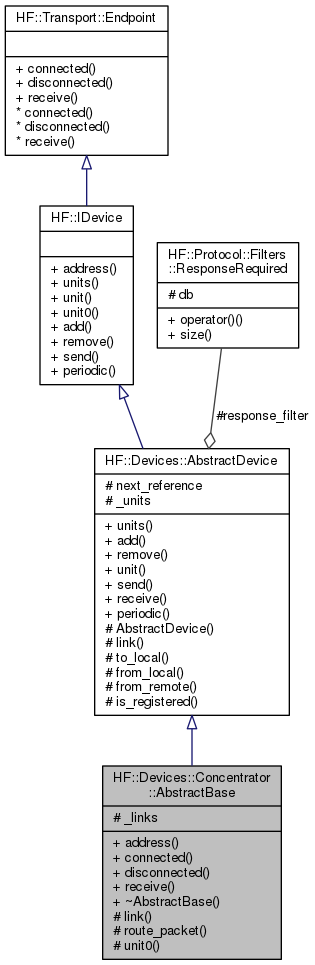 HF::Transport::Endpoint
+ connected()
+ disconnected()
+ receive()
* connected()
* disconnected()
* receive()
HF::IDevice
+ address()
+ units()
+ unit()
+ unit0()
+ add()
+ remove()
+ send()
+ periodic()
HF::Protocol::Filters
::ResponseRequired
# db
+ operator()()
+ size()
#response_filter
HF::Devices::AbstractDevice
# next_reference
# _units
+ units()
+ add()
+ remove()
+ unit()
+ send()
+ receive()
+ periodic()
# AbstractDevice()
# link()
# to_local()
# from_local()
# from_remote()
# is_registered()
HF::Devices::Concentrator
::AbstractBase
# _links
+ address()
+ connected()
+ disconnected()
+ receive()
+ ~AbstractBase()
# link()
# route_packet()
# unit0()